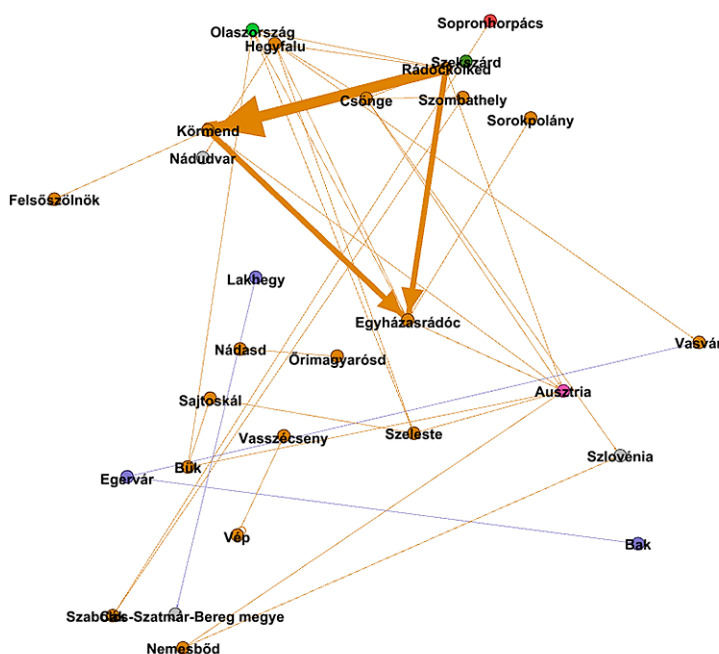 Sopronhorpács
Olaszország
Hegyfalu
Szekszárd
Rádóckölked
Csönge
Szombathely
Sorokpolány
Körmend
Nádudvar
Felsőszölnök
Lakhegy
Egyházasrádóc
Vasvár
Nádasd
Őrimagyarósd
Ausztria
Sajtoskál
Vasszécseny
Szeleste
Szlovénia
Bük
Egervár
Vép
Bak
Szabolcs-Szatmár-Bereg megye
Nemesbőd